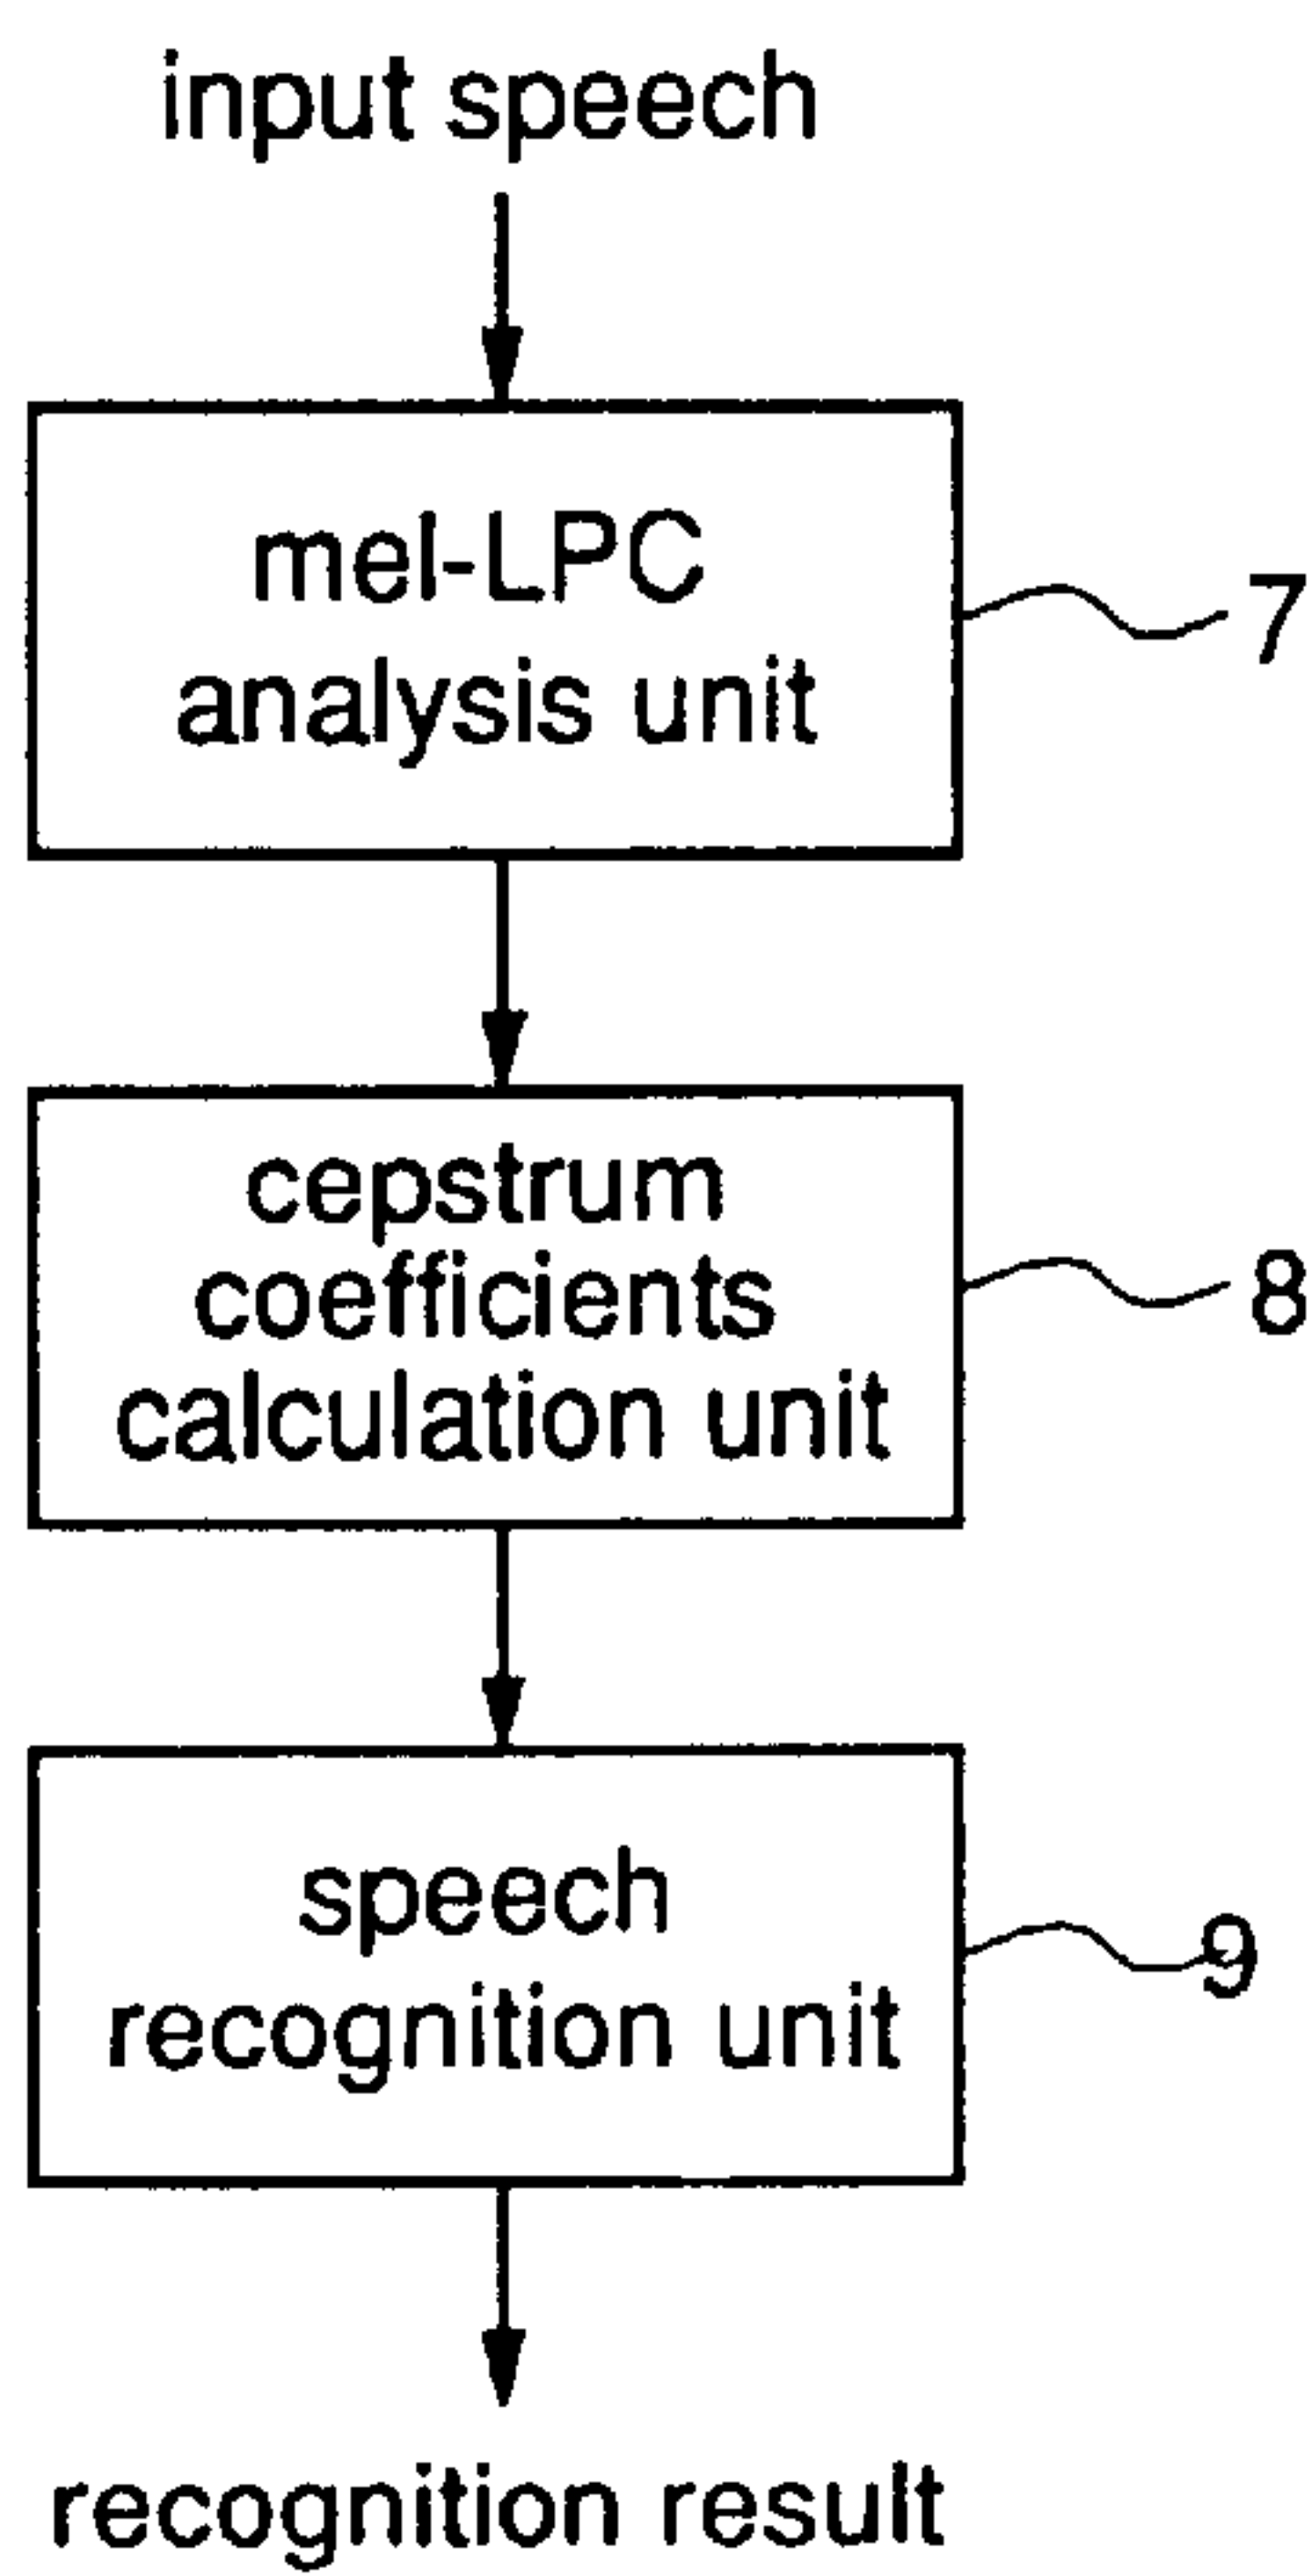 input speech
mel-LPC
analysis unit
7
cepstrum
coefficients
calculation unit
8
speech
recognition unit
9
recognition result